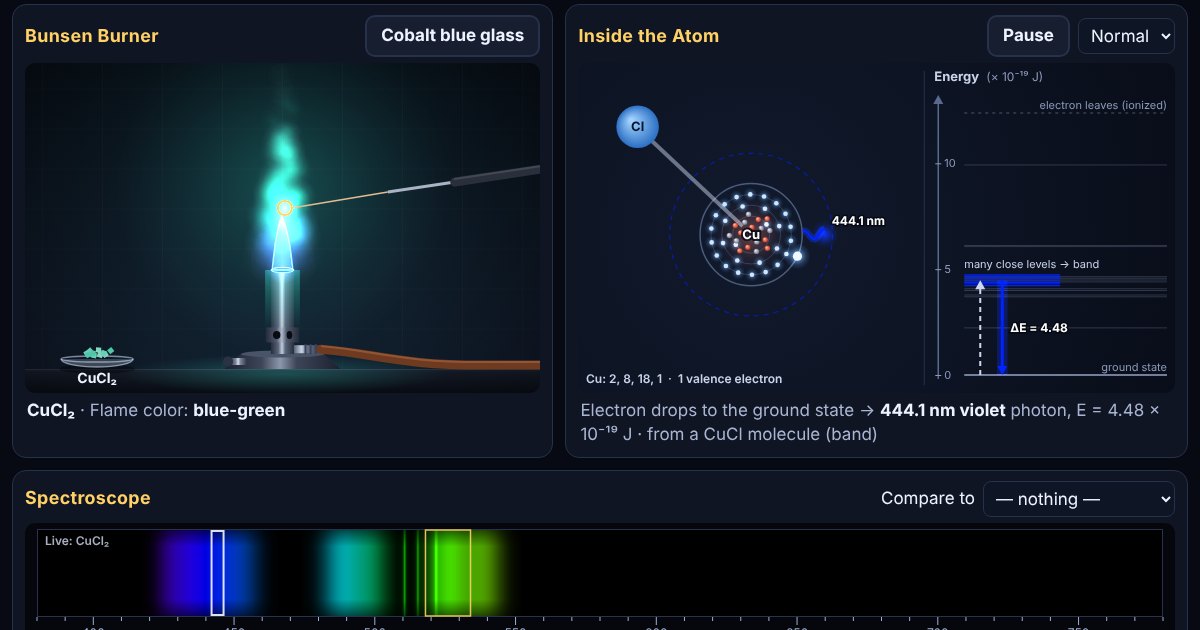 Bunsen Burner
Cobalt blue glass
CuCl₂
CuCl₂ · Flame color: blue-green
Inside the Atom
Pause
Normal
Cl
Cu
444.1 nm
Cu: 2, 8, 18, 1 · 1 valence electron
Energy (× 10⁻¹⁹ J)
electron leaves (ionized)
10
many close levels → band
5
ΔE = 4.48
ground state
0
Electron drops to the ground state → 444.1 nm violet photon, E = 4.48 ×
10⁻¹⁹ J · from a CuCl molecule (band)
Spectroscope
Compare to
— nothing —
Live: CuCl₂